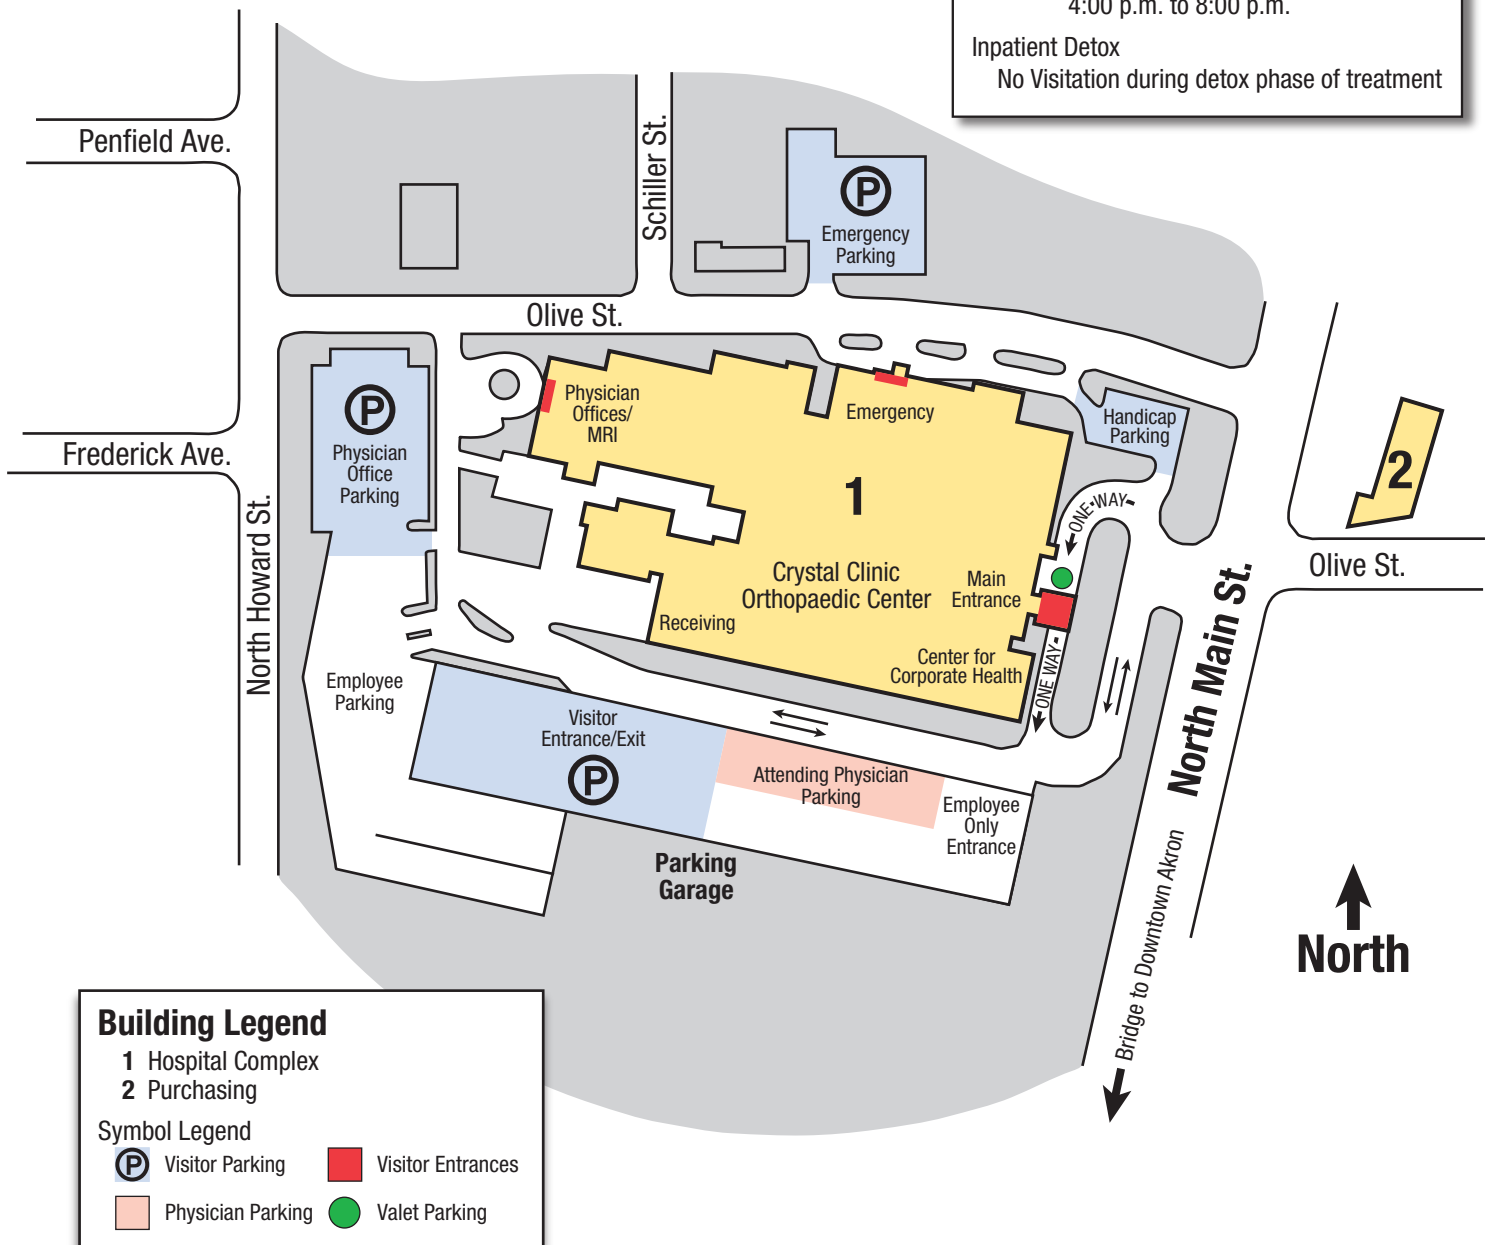 4:00 p.m. to 8:00 p.m.
Inpatient Detox
No Visitation during detox phase of treatment
Penfield Ave.
Schiller St.
P
Emergency
Parking
Olive St.
Physician
Offices/
MRI
Emergency
Handicap
Parking
P
Physician
Office
Parking
Frederick Ave.
1
2
ONE WAY
North Howard St.
Crystal Clinic
Orthopaedic Center
Main
Entrance
Olive St.
Receiving
Center for
Corporate Health
ONE WAY
North Main St.
Employee
Parking
Visitor
Entrance/Exit
P
Attending Physician
Parking
Employee
Only
Entrance
Parking
Garage
Bridge to Downtown Akron
North
Building Legend
1 Hospital Complex
2 Purchasing
Symbol Legend
P Visitor Parking
Visitor Entrances
Physician Parking
Valet Parking